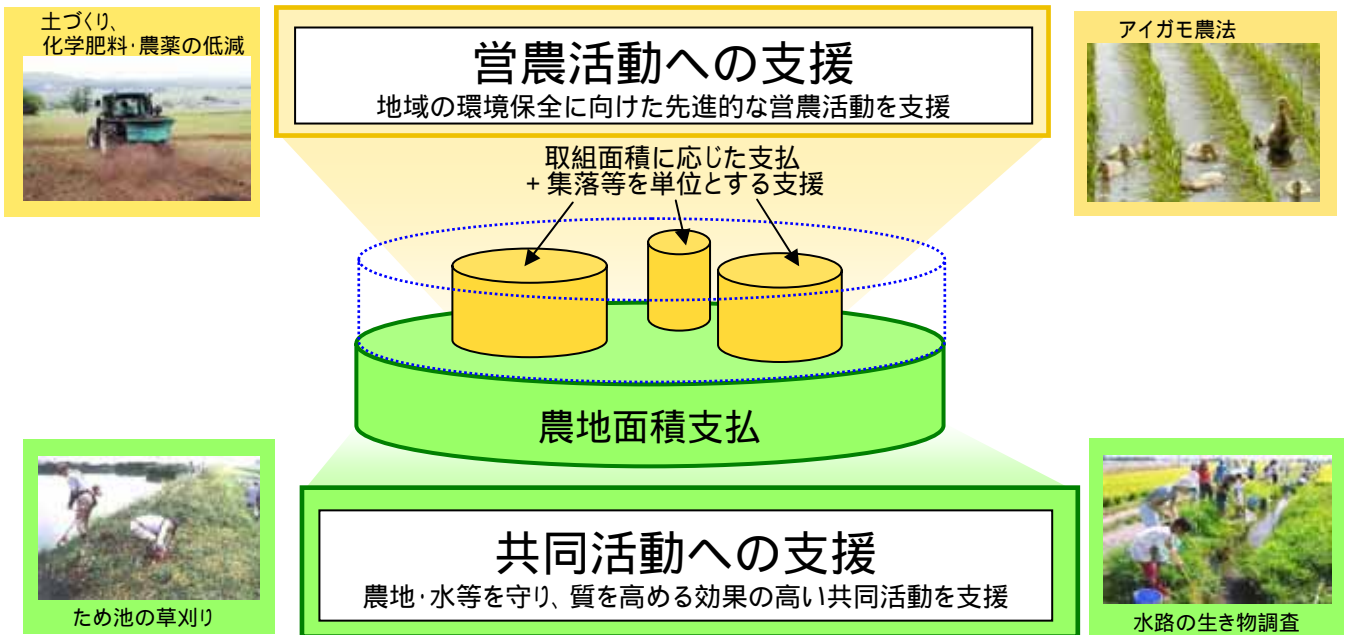 土づくり、
化学肥料・農薬の低減
営農活動への支援
地域の環境保全に向けた先進的な営農活動を支援
アイガモ農法
取組面積に応じた支払
+ 集落等を単位とする支援
農地面積支払
共同活動への支援
農地・水等を守り、質を高める効果の高い共同活動を支援
ため池の草刈り
水路の生き物調査